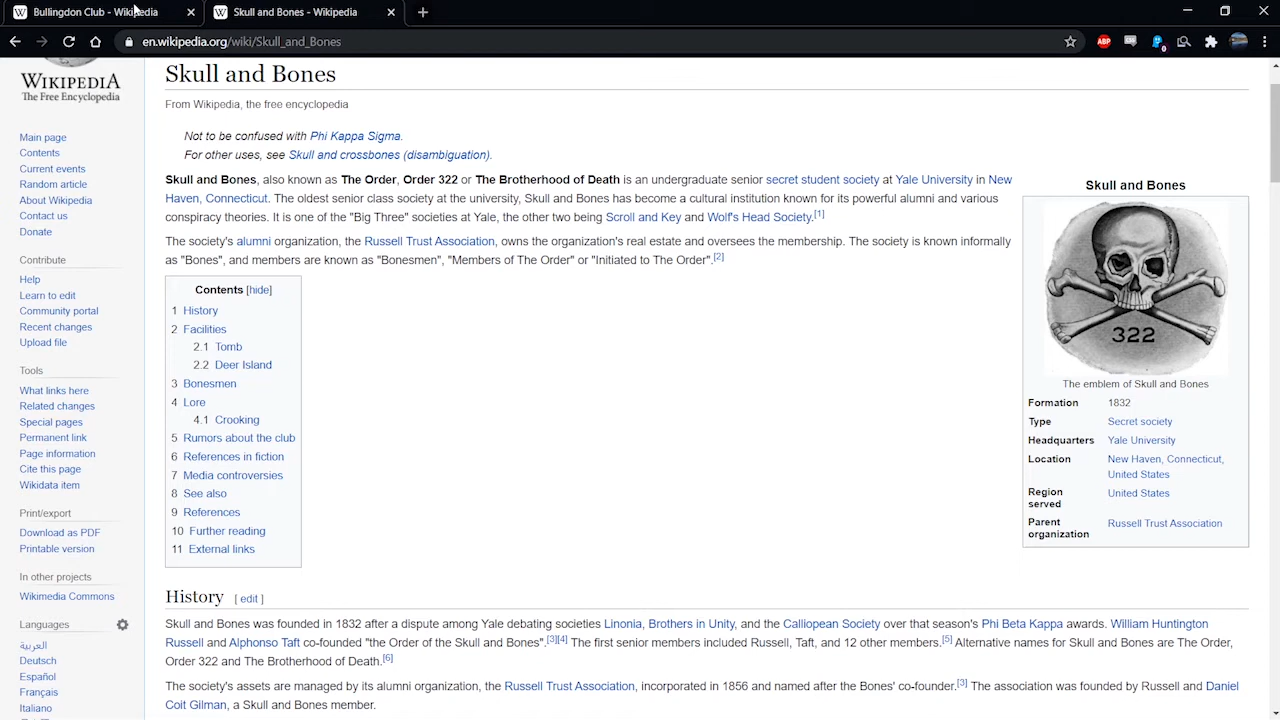 Bullingdon Club - Wikipedia
Skull and Bones - Wikipedia
en.wikipedia.org/wiki/Skull_and_Bones
ABP
0
WIKIPEDIA
The Free Encyclopedia
Main page
Contents
Current events
Random article
About Wikipedia
Contact us
Donate
Contribute
Help
Learn to edit
Community portal
Recent changes
Upload file
Tools
What links here
Related changes
Special pages
Permanent link
Page information
Cite this page
Wikidata item
Print/export
Download as PDF
Printable version
In other projects
Wikimedia Commons
Languages
العربية
Deutsch
Español
Français
Italiano
Skull and Bones
From Wikipedia, the free encyclopedia
Not to be confused with Phi Kappa Sigma.
For other uses, see Skull and crossbones (disambiguation).
Skull and Bones, also known as The Order, Order 322 or The Brotherhood of Death is an undergraduate senior secret student society at Yale University in New
Haven, Connecticut. The oldest senior class society at the university, Skull and Bones has become a cultural institution known for its powerful alumni and various
conspiracy theories. It is one of the "Big Three" societies at Yale, the other two being Scroll and Key and Wolf's Head Society.[1]
The society's alumni organization, the Russell Trust Association, owns the organization's real estate and oversees the membership. The society is known informally
as "Bones", and members are known as "Bonesmen", "Members of The Order" or "Initiated to The Order".[2]
Contents [hide]
1 History
2 Facilities
2.1 Tomb
2.2 Deer Island
3 Bonesmen
4 Lore
4.1 Crooking
5 Rumors about the club
6 References in fiction
7 Media controversies
8 See also
9 References
10 Further reading
11 External links
Skull and Bones
322
The emblem of Skull and Bones
Formation 1832
Type Secret society
Headquarters Yale University
Location New Haven, Connecticut,
United States
Region
served United States
Parent
organization Russell Trust Association
History [ edit ]
Skull and Bones was founded in 1832 after a dispute among Yale debating societies Linonia, Brothers in Unity, and the Calliopean Society over that season's Phi Beta Kappa awards. William Huntington
Russell and Alphonso Taft co-founded "the Order of the Skull and Bones".[3][4] The first senior members included Russell, Taft, and 12 other members.[5] Alternative names for Skull and Bones are The Order,
Order 322 and The Brotherhood of Death.[6]
The society's assets are managed by its alumni organization, the Russell Trust Association, incorporated in 1856 and named after the Bones' co-founder.[3] The association was founded by Russell and Daniel
Coit Gilman, a Skull and Bones member.